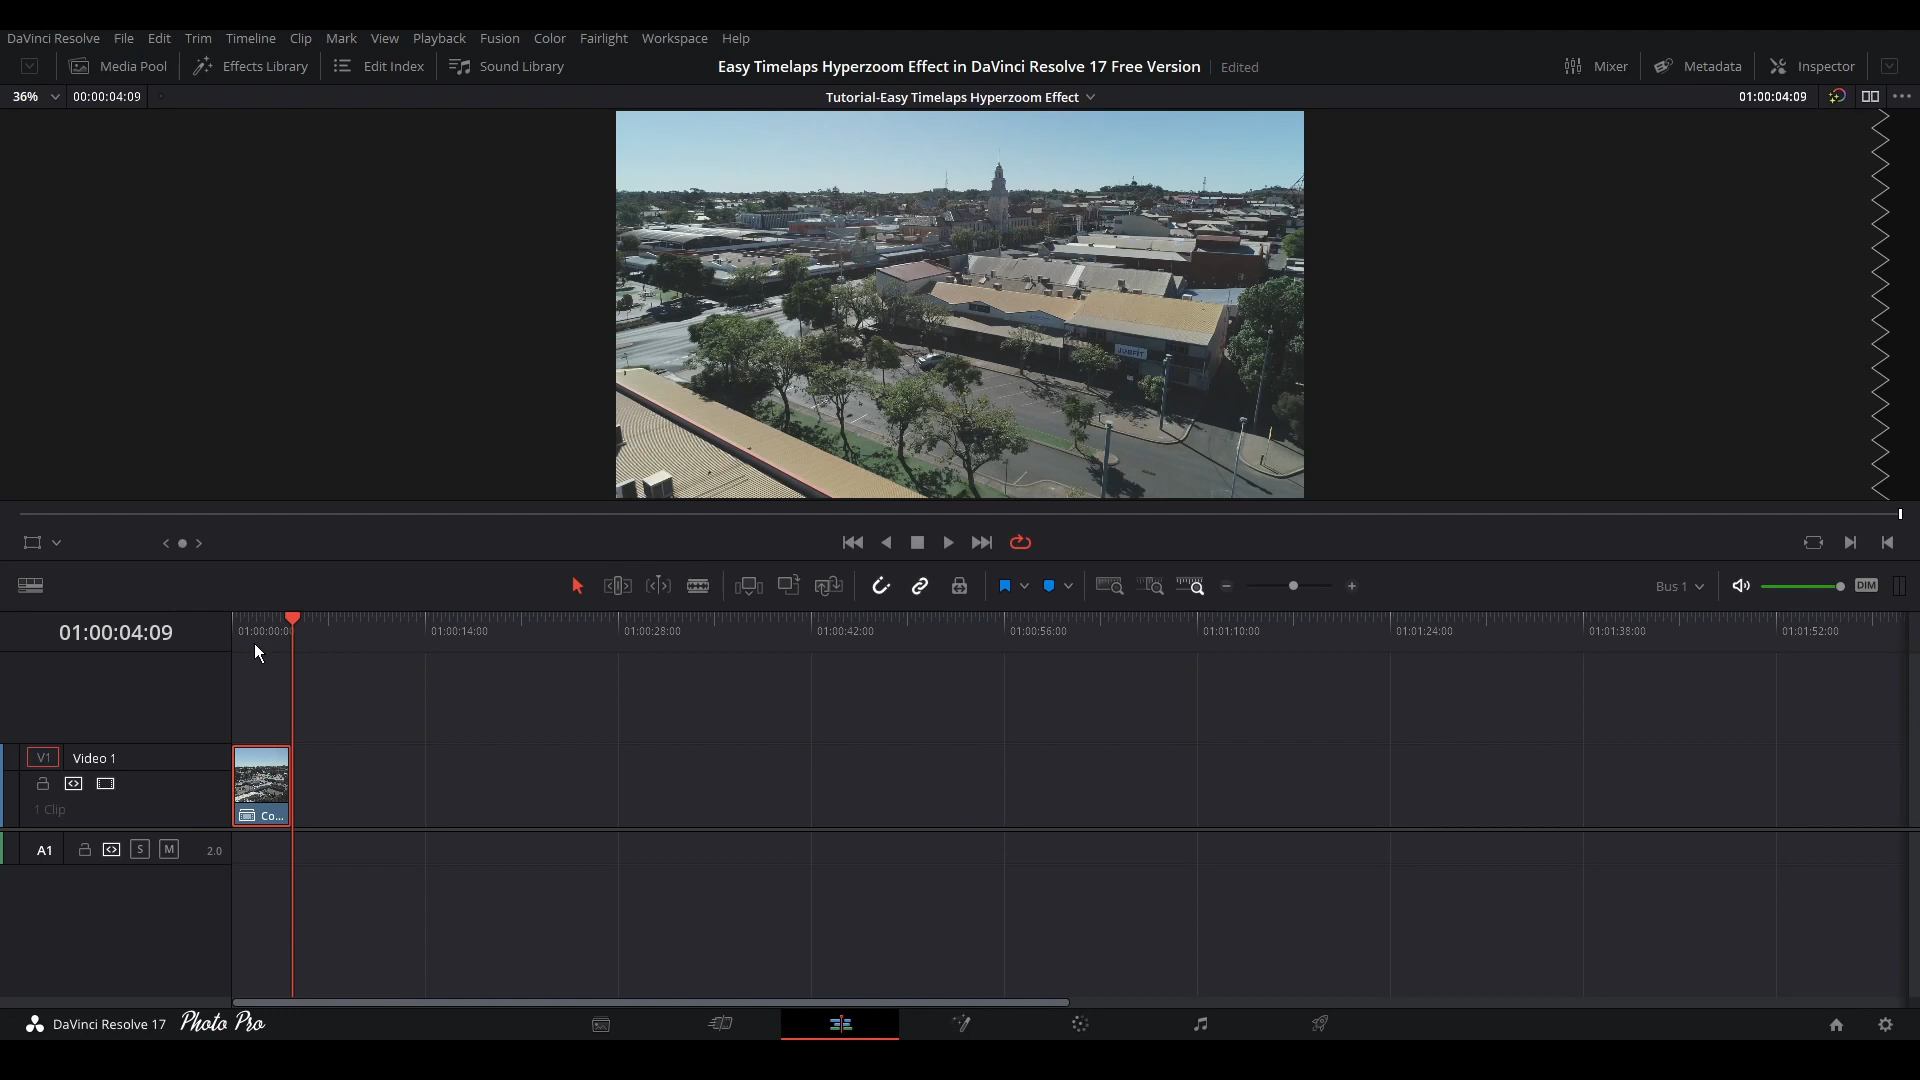 DaVinci Resolve File Edit Trim Timeline Clip Mark View Playback Fusion Color Fairlight Workspace Help
Media Pool Effects Library Edit Index Sound Library Easy Timelaps Hyperzoom Effect in DaVinci Resolve 17 Free Version Edited Mixer Metadata Inspector
36% 00:00:04:09 Tutorial-Easy Timelaps Hyperzoom Effect 01:00:04:09
JOBFIT
Bus 1 DIM
01:00:04:09 01:00:00:00 01:00:14:00 01:00:28:00 01:00:42:00 01:00:56:00 01:01:10:00 01:01:24:00 01:01:38:00 01:01:52:00
V1 Video 1
1 Clip
Co...
A1 S M 2.0
DaVinci Resolve 17 Photo Pro